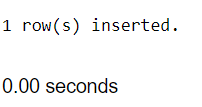 1 row(s) inserted.
0.00 seconds